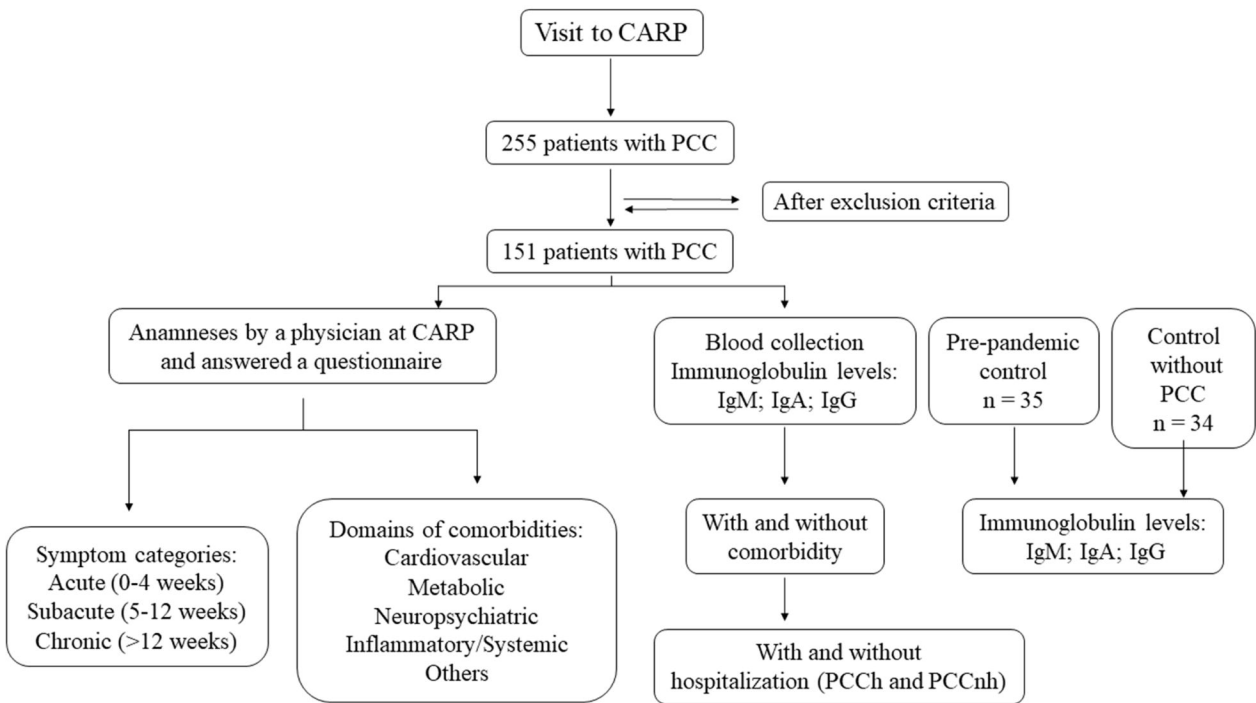 Visit to CARP
255 patients with PCC
After exclusion criteria
151 patients with PCC
Anamneses by a physician at CARP
and answered a questionnaire
Blood collection
Immunoglobulin levels:
IgM; IgA; IgG
Pre-pandemic
control
n = 35
Control
without
PCC
n = 34
Symptom categories:
Acute (0-4 weeks)
Subacute (5-12 weeks)
Chronic (>12 weeks)
Domains of comorbidities:
Cardiovascular
Metabolic
Neuropsychiatric
Inflammatory/Systemic
Others
With and without
comorbidity
Immunoglobulin levels:
IgM; IgA; IgG
With and without
hospitalization (PCCh and PCCnh)